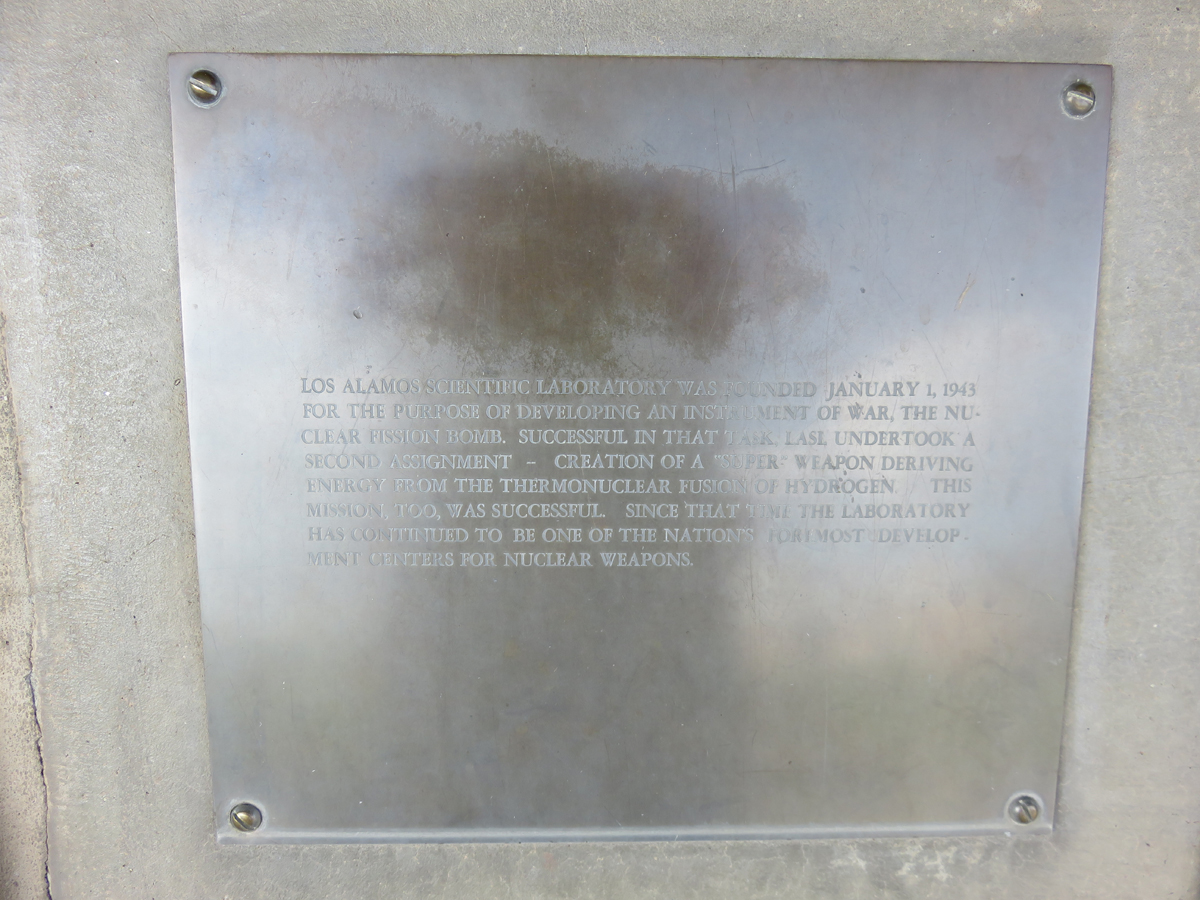 LOS ALAMOS SCIENTIFIC LABORATORY WAS FOUNDED JANUARY 1, 1943
FOR THE PURPOSE OF DEVELOPING AN INSTRUMENT OF WAR, THE NU-
CLEAR FISSION BOMB. SUCCESSFUL IN THAT TASK, LASL UNDERTOOK A
SECOND ASSIGNMENT – CREATION OF A "SUPER" WEAPON DERIVING
ENERGY FROM THE THERMONUCLEAR FUSION OF HYDROGEN. THIS
MISSION, TOO, WAS SUCCESSFUL. SINCE THAT TIME THE LABORATORY
HAS CONTINUED TO BE ONE OF THE NATION'S FOREMOST DEVELOP-
MENT CENTERS FOR NUCLEAR WEAPONS.